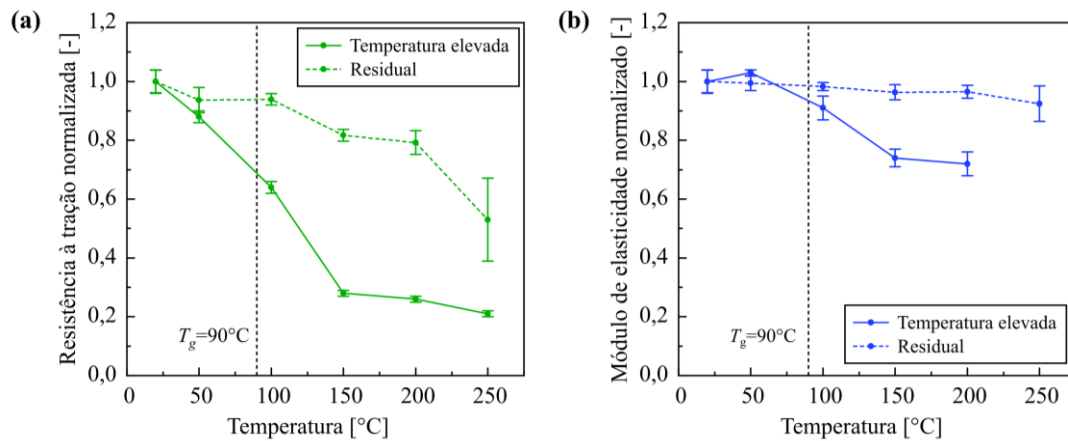 (a)
Resistência à tração normalizada [-]
1,2
1,0
0,8
0,6
0,4
0,2
0,0
Temperatura elevada
Residual
Tg=90°C
0 50 100 150 200 250
Temperatura [°C]
(b)
Módulo de elasticidade normalizado [-]
1,2
1,0
0,8
0,6
0,4
0,2
0,0
Tg=90°C
Temperatura elevada
Residual
0 50 100 150 200 250
Temperatura [°C]